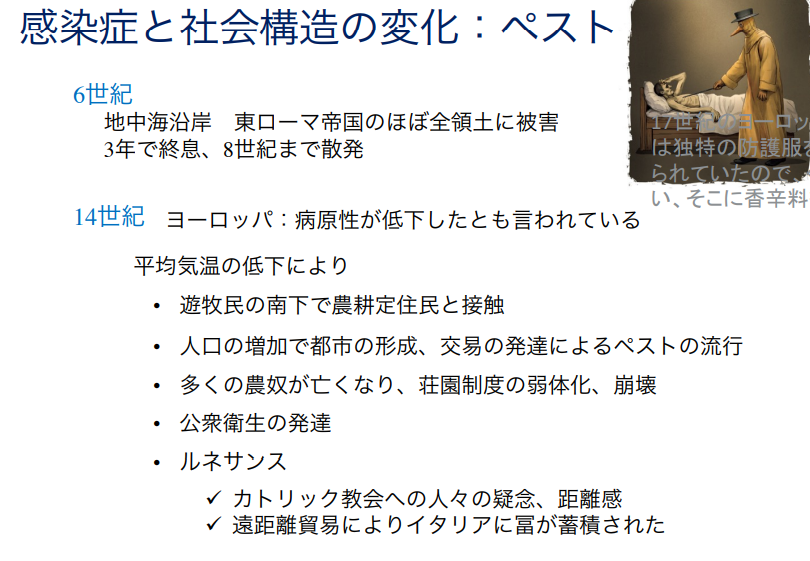 感染症と社会構造の変化：ペスト
6世紀
地中海沿岸　東ローマ帝国のほぼ全領土に被害
3年で終息、8世紀まで散発
17世紀のヨーロッ
は独特の防護服を
られていたので、
い、そこに香辛料
14世紀　ヨーロッパ：病原性が低下したとも言われている
平均気温の低下により
• 遊牧民の南下で農耕定住民と接触
• 人口の増加で都市の形成、交易の発達によるペストの流行
• 多くの農奴が亡くなり、荘園制度の弱体化、崩壊
• 公衆衛生の発達
• ルネサンス
✓ カトリック教会への人々の疑念、距離感
✓ 遠距離貿易によりイタリアに冨が蓄積された